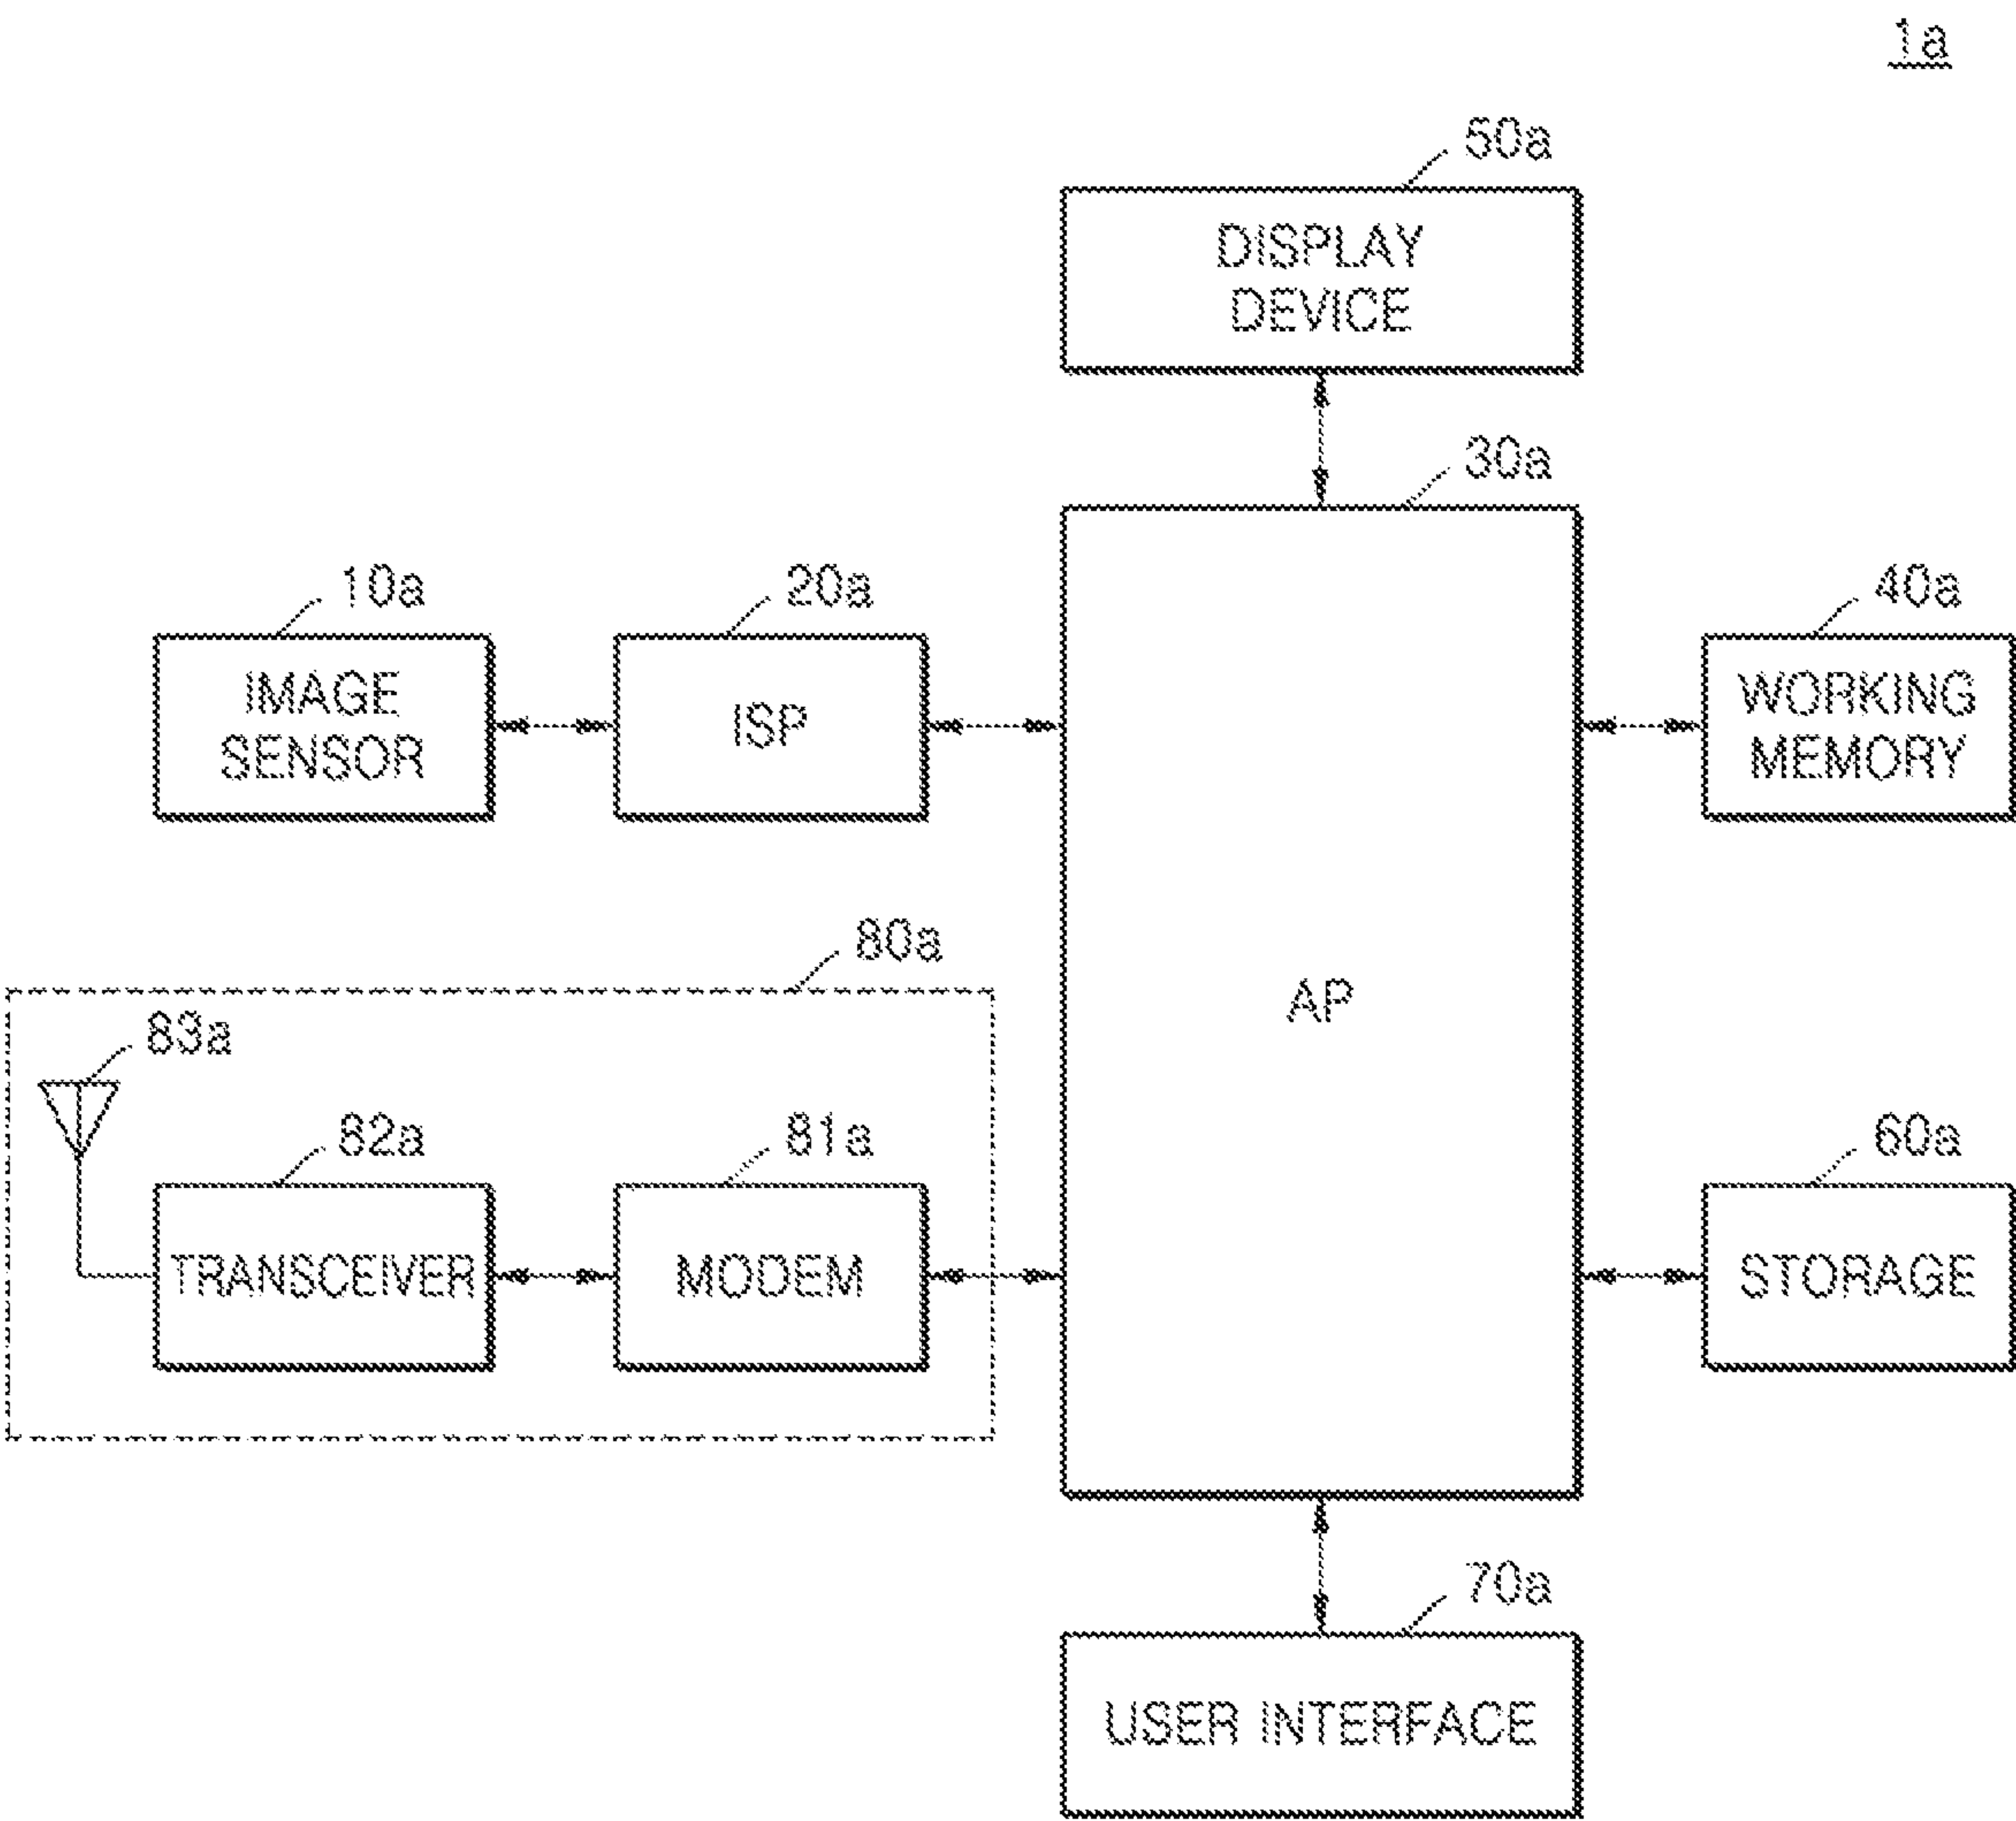 1a
50a
DISPLAY
DEVICE
30a
10a
20a
40a
IMAGE
SENSOR
ISP
WORKING
MEMORY
80a
AP
83a
82a
81a
60a
TRANSCEIVER
MODEM
STORAGE
70a
USER INTERFACE